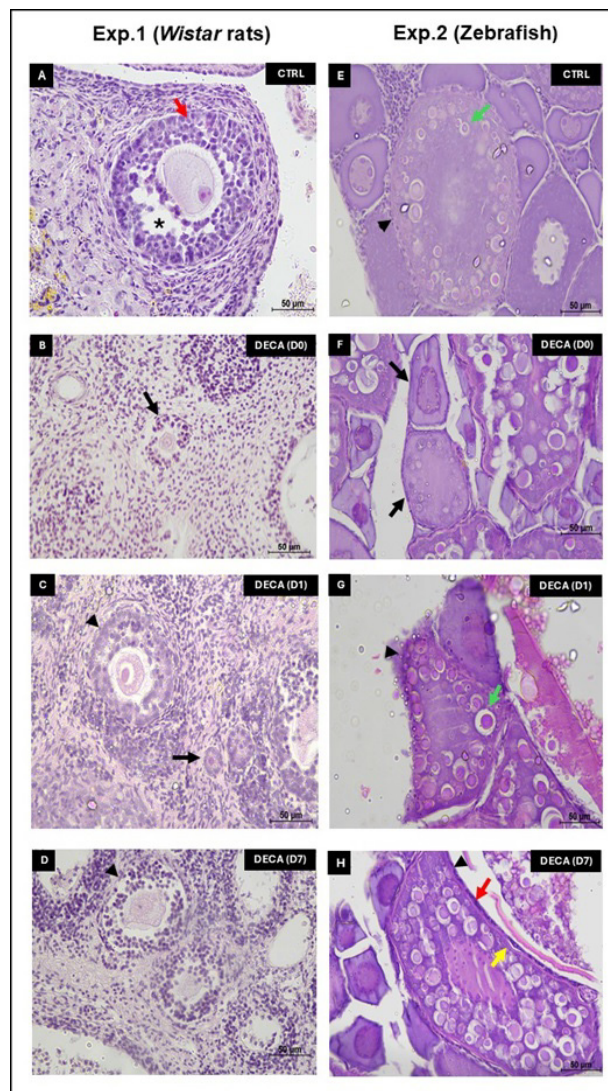 Exp.1 (Wistar rats)
Exp.2 (Zebrafish)
A
CTRL
*
50 µm
E
CTRL
50 µm
B
DECA (D0)
50 µm
F
DECA (D0)
50 µm
C
DECA (D1)
50 µm
G
DECA (D1)
50 µm
D
DECA (D7)
50 µm
H
DECA (D7)
50 µm